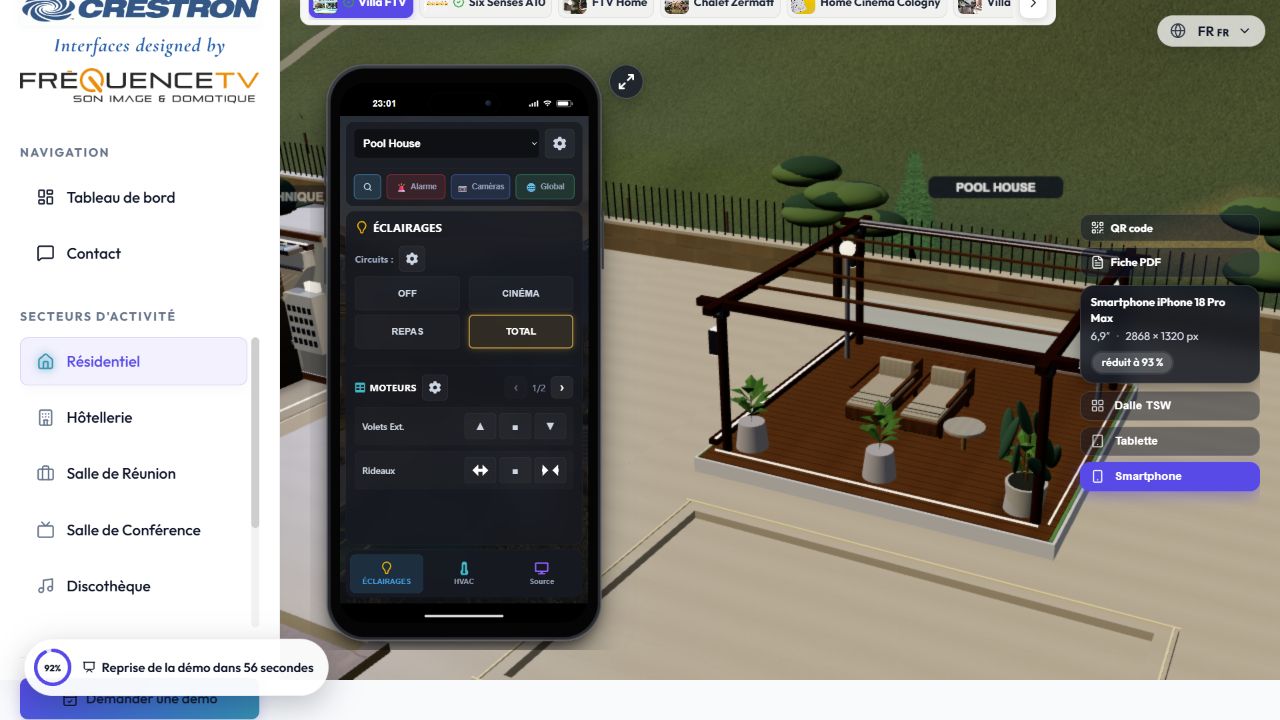 CRESTRON
Interfaces designed by
FRÉQUENCETV
SON IMAGE & DOMOTIQUE
NAVIGATION
Tableau de bord
Contact
SECTEURS D'ACTIVITÉ
Résidentiel
Hôtellerie
Salle de Réunion
Salle de Conférence
Discothèque
92%
Reprise de la démo dans 56 secondes
Demander une démo
Villa FTV
Six Senses A10
FTV Home
Chalet Zermatt
Home Cinéma Cologny
Villa
FR FR
23:01
Pool House
Alarme
Caméras
Global
ÉCLAIRAGES
Circuits :
OFF
CINÉMA
REPAS
TOTAL
MOTEURS
1/2
Volets Ext.
Rideaux
ÉCLAIRAGES
HVAC
Source
HNIQUE
POOL HOUSE
QR code
Fiche PDF
Smartphone iPhone 18 Pro
Max
6,9″ · 2868 × 1320 px
réduit à 93 %
Dalle TSW
Tablette
Smartphone